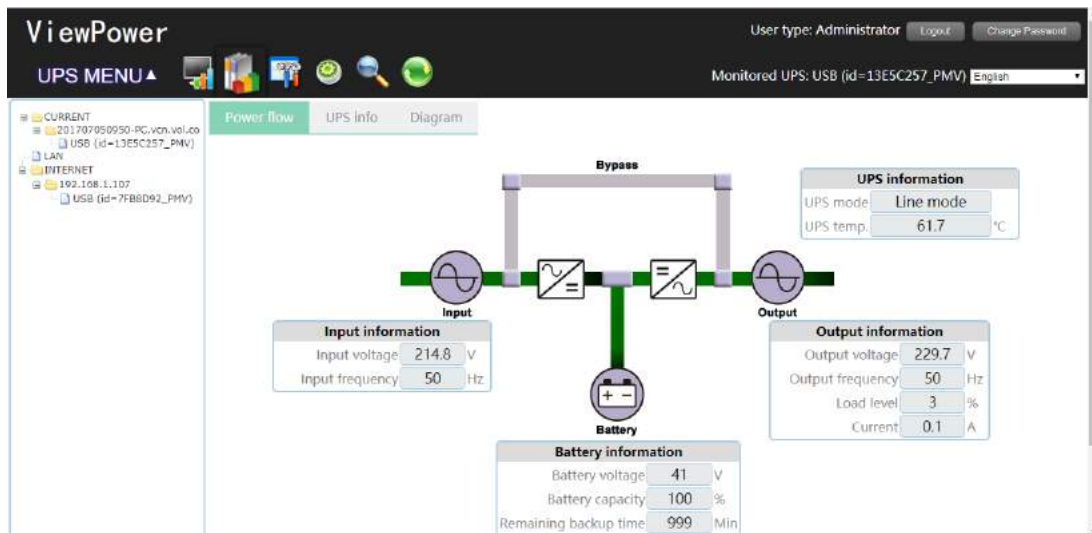 ViewPower
User type: Administrator Logout Change Password
UPS MENU▲
Monitored UPS: USB (id=13E5C257_PMV) English
CURRENT
201707050950-PC.vcn.vol.co
USB (id=13E5C257_PMV)
LAN
INTERNET
192.168.1.107
USB (id=7FB8D92_PMV)
Power flow UPS info Diagram
Bypass
UPS information
UPS mode Line mode
UPS temp. 61.7 °C
Input
Output
Input information
Input voltage 214.8 V
Input frequency 50 Hz
Output information
Output voltage 229.7 V
Output frequency 50 Hz
Load level 3 %
Current 0.1 A
Battery
Battery information
Battery voltage 41 V
Battery capacity 100 %
Remaining backup time 999 Min